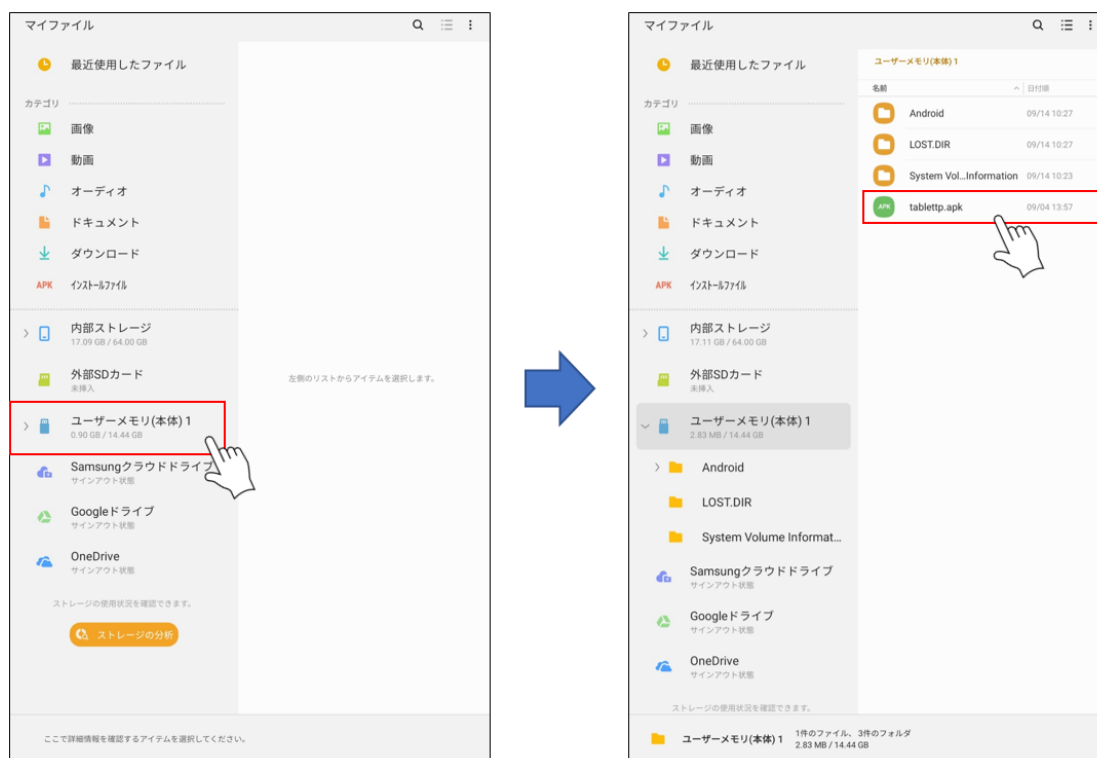 マイファイル
最近使用したファイル
カテゴリ
画像
動画
オーディオ
ドキュメント
ダウンロード
APK インストールファイル
内部ストレージ
17.09 GB / 64.00 GB
外部SDカード
未挿入
ユーザーメモリ(本体) 1
0.90 GB / 14.44 GB
Samsungクラウドドライブ
サインアウト状態
Googleドライブ
サインアウト状態
OneDrive
サインアウト状態
ストレージの使用状況を確認できます。
ストレージの分析
左側のリストからアイテムを選択します。
ここで詳細情報を確認するアイテムを選択してください。
マイファイル
最近使用したファイル
カテゴリ
画像
動画
オーディオ
ドキュメント
ダウンロード
APK インストールファイル
内部ストレージ
17.11 GB / 64.00 GB
外部SDカード
未挿入
ユーザーメモリ(本体) 1
2.83 MB / 14.44 GB
Android
LOST.DIR
System Volume Informat...
Samsungクラウドドライブ
サインアウト状態
Googleドライブ
サインアウト状態
OneDrive
サインアウト状態
ストレージの使用状況を確認できます。
ユーザーメモリ(本体) 1
名前 日付順
Android 09/14 10:27
LOST.DIR 09/14 10:27
System Vol...Information 09/14 10:23
APK tablettp.apk 09/04 13:57
ユーザーメモリ(本体) 1
1件のファイル、3件のフォルダ
2.83 MB / 14.44 GB